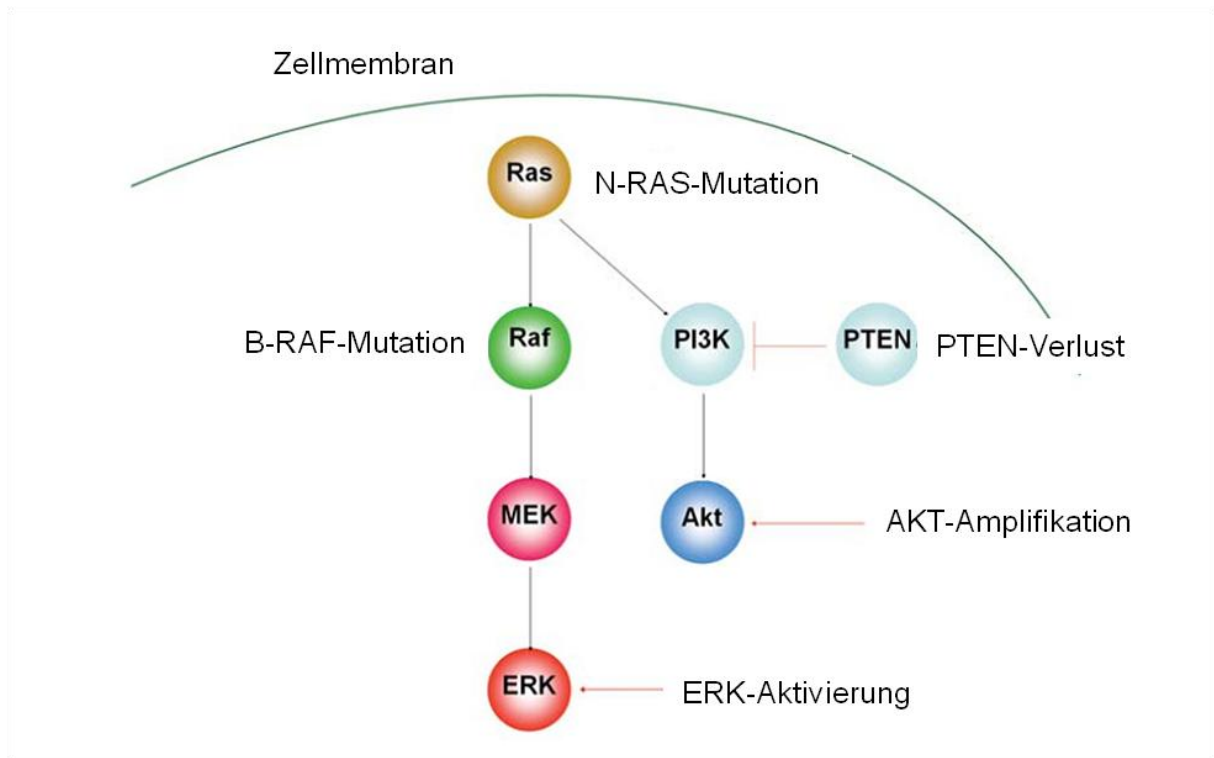 Zellmembran
Ras
N-RAS-Mutation
B-RAF-Mutation
Raf
PI3K
PTEN
PTEN-Verlust
MEK
Akt
AKT-Amplifikation
ERK
ERK-Aktivierung